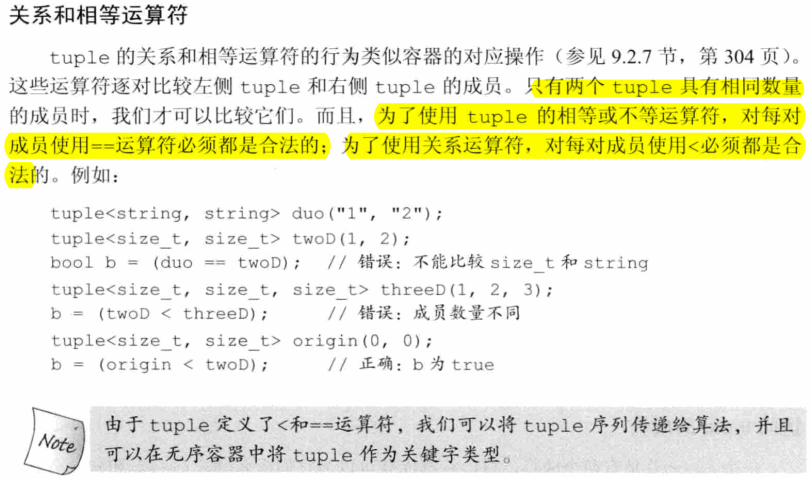 关系和相等运算符
tuple 的关系和相等运算符的行为类似容器的对应操作（参见 9.2.7 节，第 304 页）。
这些运算符逐对比较左侧 tuple 和右侧 tuple 的成员。只有两个 tuple 具有相同数量
的成员时，我们才可以比较它们。而且，为了使用 tuple 的相等或不等运算符，对每对
成员使用==运算符必须都是合法的；为了使用关系运算符，对每对成员使用<必须都是合
法的。例如：
tuple<string, string> duo("1", "2");
tuple<size_t, size_t> twoD(1, 2);
bool b = (duo == twoD); // 错误：不能比较 size_t 和 string
tuple<size_t, size_t, size_t> threeD(1, 2, 3);
b = (twoD < threeD); // 错误：成员数量不同
tuple<size_t, size_t> origin(0, 0);
b = (origin < twoD); // 正确：b 为 true
Note
由于 tuple 定义了<和==运算符，我们可以将 tuple 序列传递给算法，并且
可以在无序容器中将 tuple 作为关键字类型。